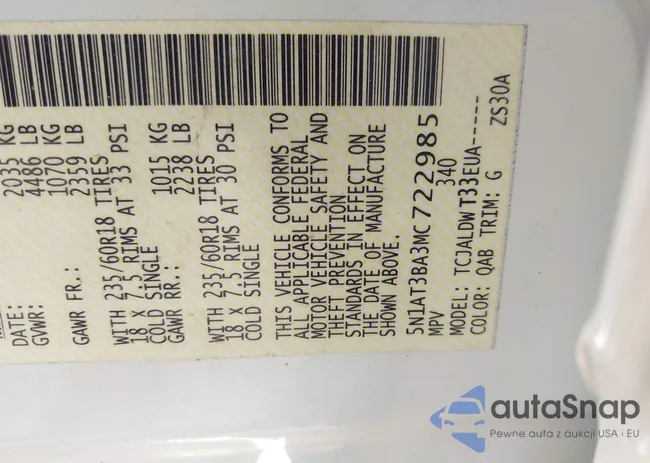 DATE:
GVWR: 2035 KG
4486 LB
GAWR FR.: 1070 KG
2359 LB
WITH 235/60R18 TIRES
18 X 7.5 RIMS AT 33 PSI
COLD SINGLE
GAWR RR.: 1015 KG
2238 LB
WITH 235/60R18 TIRES
18 X 7.5 RIMS AT 30 PSI
COLD SINGLE
THIS VEHICLE CONFORMS TO
ALL APPLICABLE FEDERAL
MOTOR VEHICLE SAFETY AND
THEFT PREVENTION
STANDARDS IN EFFECT ON
THE DATE OF MANUFACTURE
SHOWN ABOVE.
5N1AT3BA3MC722985
MPV 340
MODEL: TCJALDWT33EUA-----
COLOR: QAB TRIM: G ZS30A
autaSnap
Pewne auta z aukcji USA i EU